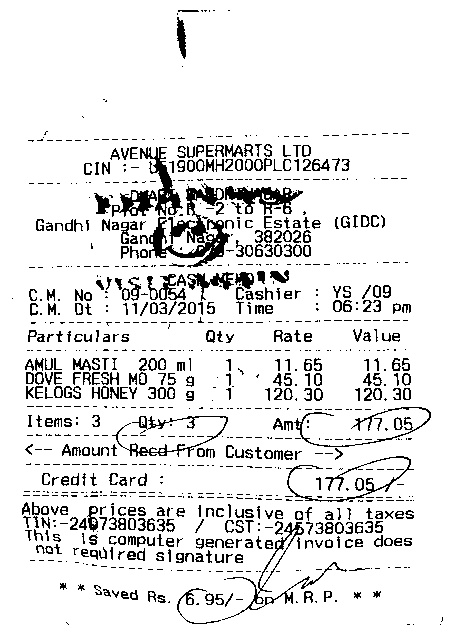 AVENUE SUPERMARTS LTD
CIN :- U51900MH2000PLC126473
Plot No.R -2 to R-6 ,
Gandhi Nagar Electronic Estate (GIDC)
Gandhi Nagar, 382026
Phone -30630300
CASH MEMO
C.M. No : 09-0054 Cashier : YS /09
C.M. Dt : 11/03/2015 Time : 06:23 pm
Particulars Qty Rate Value
AMUL MASTI 200 ml 1 11.65 11.65
DOVE FRESH MO 75 g 1 45.10 45.10
KELOGS HONEY 300 g 1 120.30 120.30
Items: 3 Qty: 3 Amt: 177.05
<-- Amount Recd From Customer -->
Credit Card : 177.05 /-
Above prices are inclusive of all taxes
TIN:-24073803635 / CST:-24573803635
This is computer generated invoice does
not required signature
* * Saved Rs. 6.95/- on M.R.P. * *